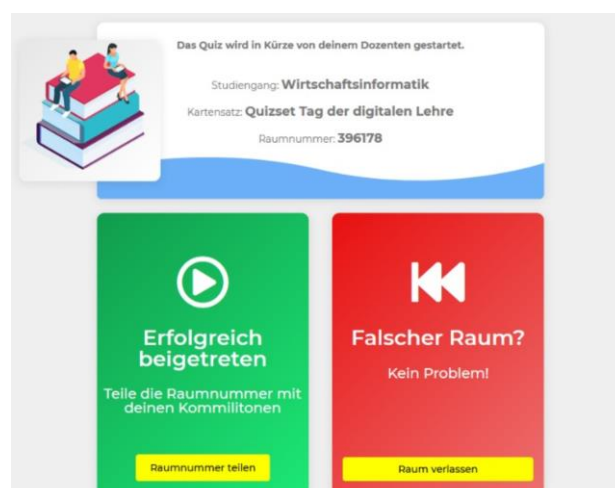 Das Quiz wird in Kürze von deinem Dozenten gestartet.
Studiengang: Wirtschaftsinformatik
Kartensatz: Quizset Tag der digitalen Lehre
Raumnummer: 396178
Erfolgreich
beigetreten
Teile die Raumnummer mit
deinen Kommilitonen
Raumnummer teilen
Falscher Raum?
Kein Problem!
Raum verlassen